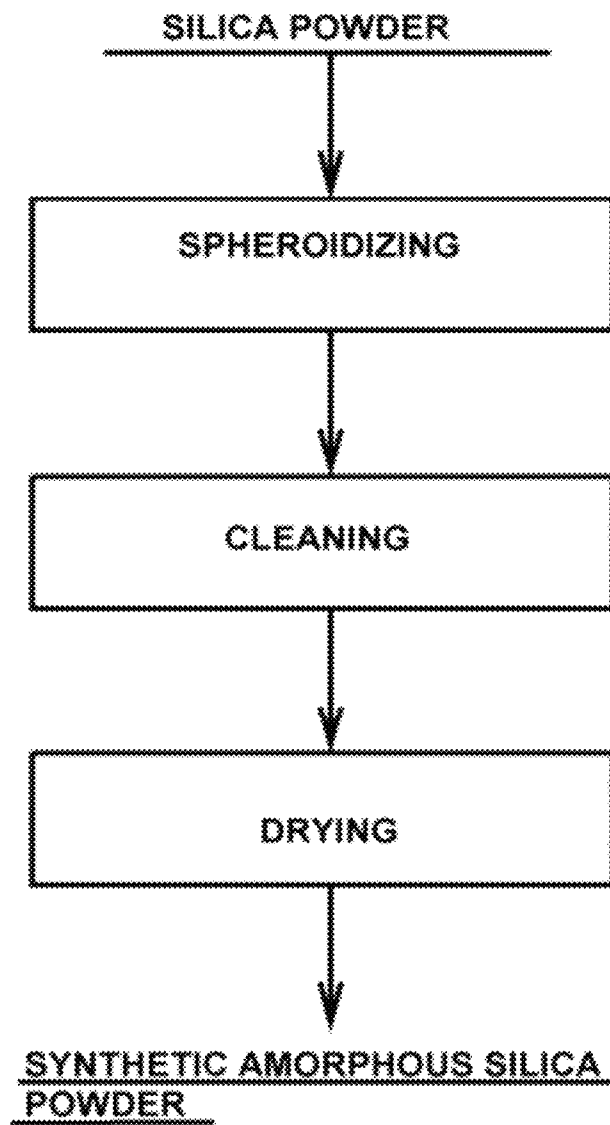 SILICA POWDER
SPHEROIDIZING
CLEANING
DRYING
SYNTHETIC AMORPHOUS SILICA
POWDER